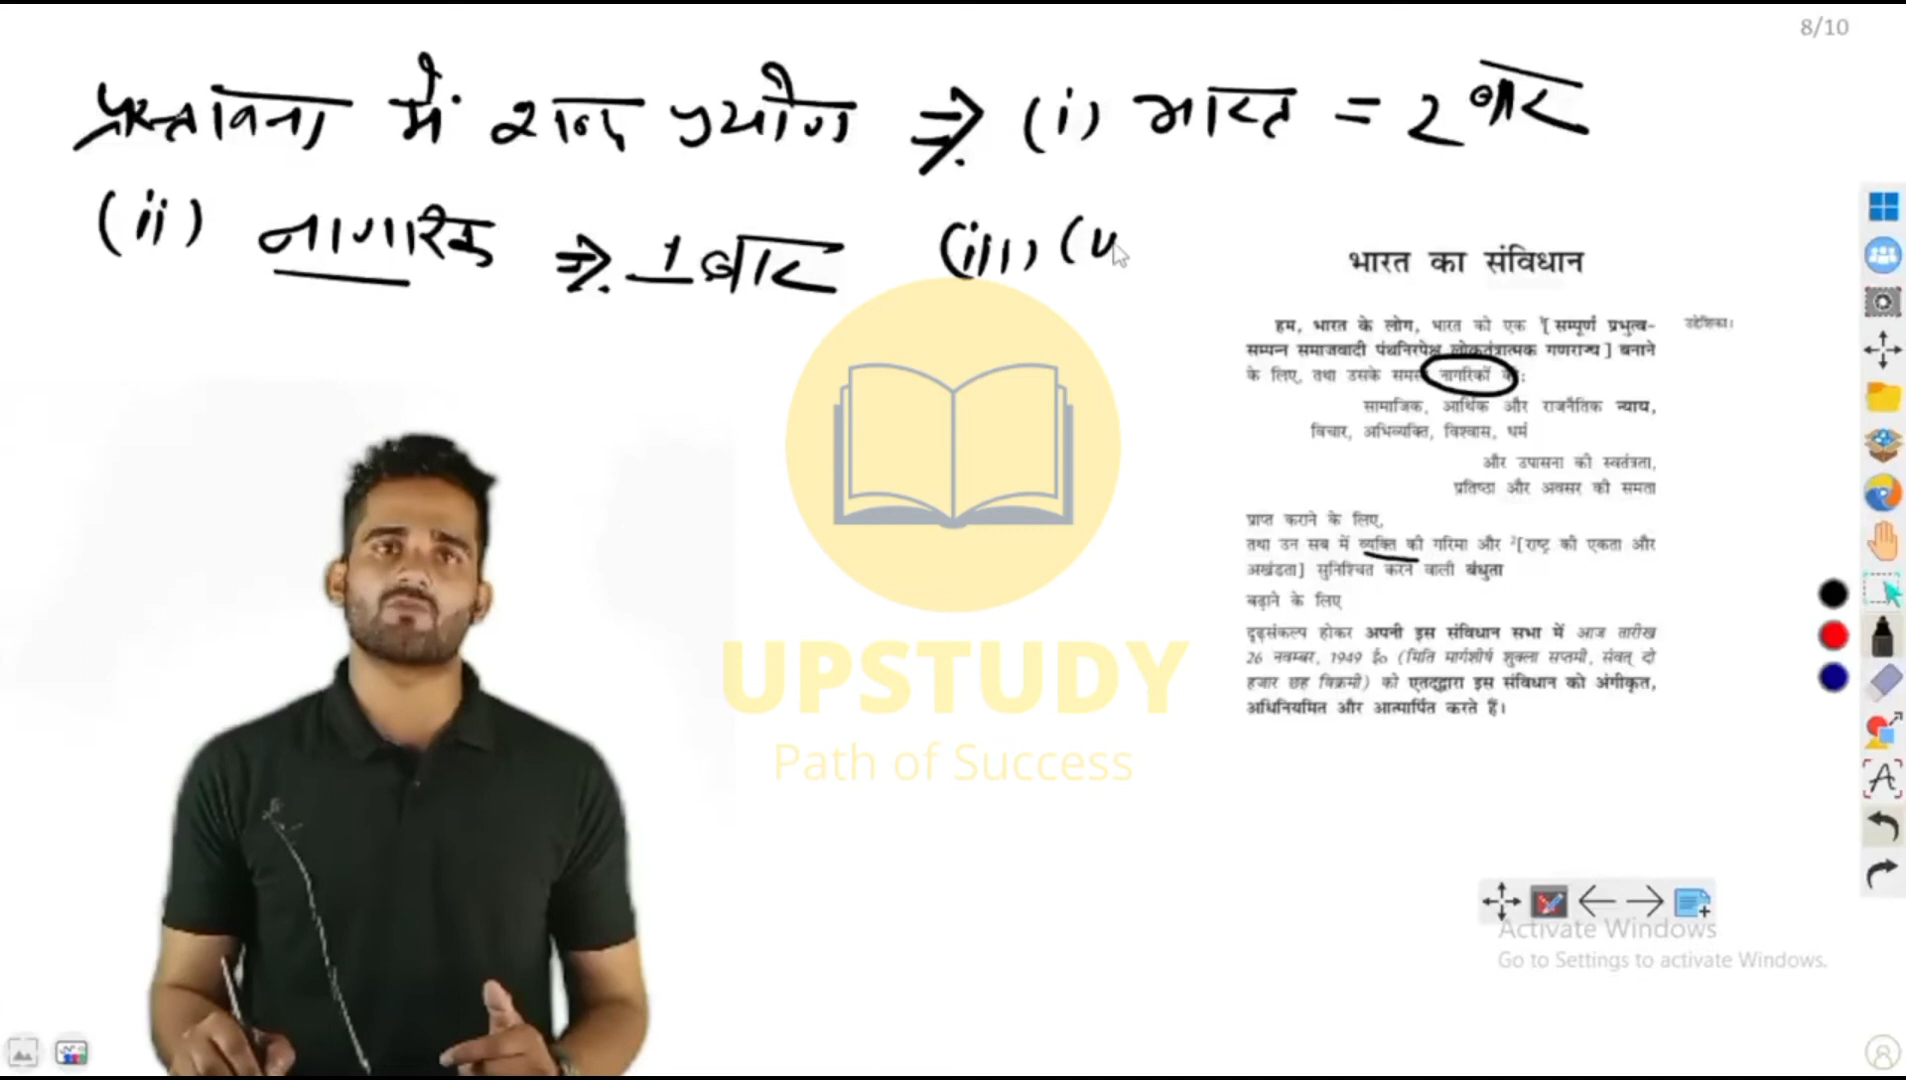 8/10
प्रस्तावना में शब्द प्रयोग ⇒ (i) भारत = 2 बार
(ii) नागरिक ⇒ 1 बार (iii) (
भारत का संविधान
हम, भारत के लोग, भारत को एक ¹[सम्पूर्ण प्रभुत्व- उद्देशिका।
सम्पन्न समाजवादी पंथनिरपेक्ष लोकतंत्रात्मक गणराज्य] बनाने
के लिए, तथा उसके समस्त नागरिकों को:
सामाजिक, आर्थिक और राजनैतिक न्याय,
विचार, अभिव्यक्ति, विश्वास, धर्म
और उपासना की स्वतंत्रता,
प्रतिष्ठा और अवसर की समता
प्राप्त कराने के लिए,
तथा उन सब में व्यक्ति की गरिमा और ²[राष्ट्र की एकता और
अखंडता] सुनिश्चित करने वाली बंधुता
बढ़ाने के लिए
दृढ़संकल्प होकर अपनी इस संविधान सभा में आज तारीख
26 नवम्बर, 1949 ई० (मिति मार्गशीर्ष शुक्ला सप्तमी, संवत् दो
हजार छह विक्रमी) को एतद्द्वारा इस संविधान को अंगीकृत,
अधिनियमित और आत्मार्पित करते हैं।
UPSTUDY
Path of Success
Activate Windows
Go to Settings to activate Windows.